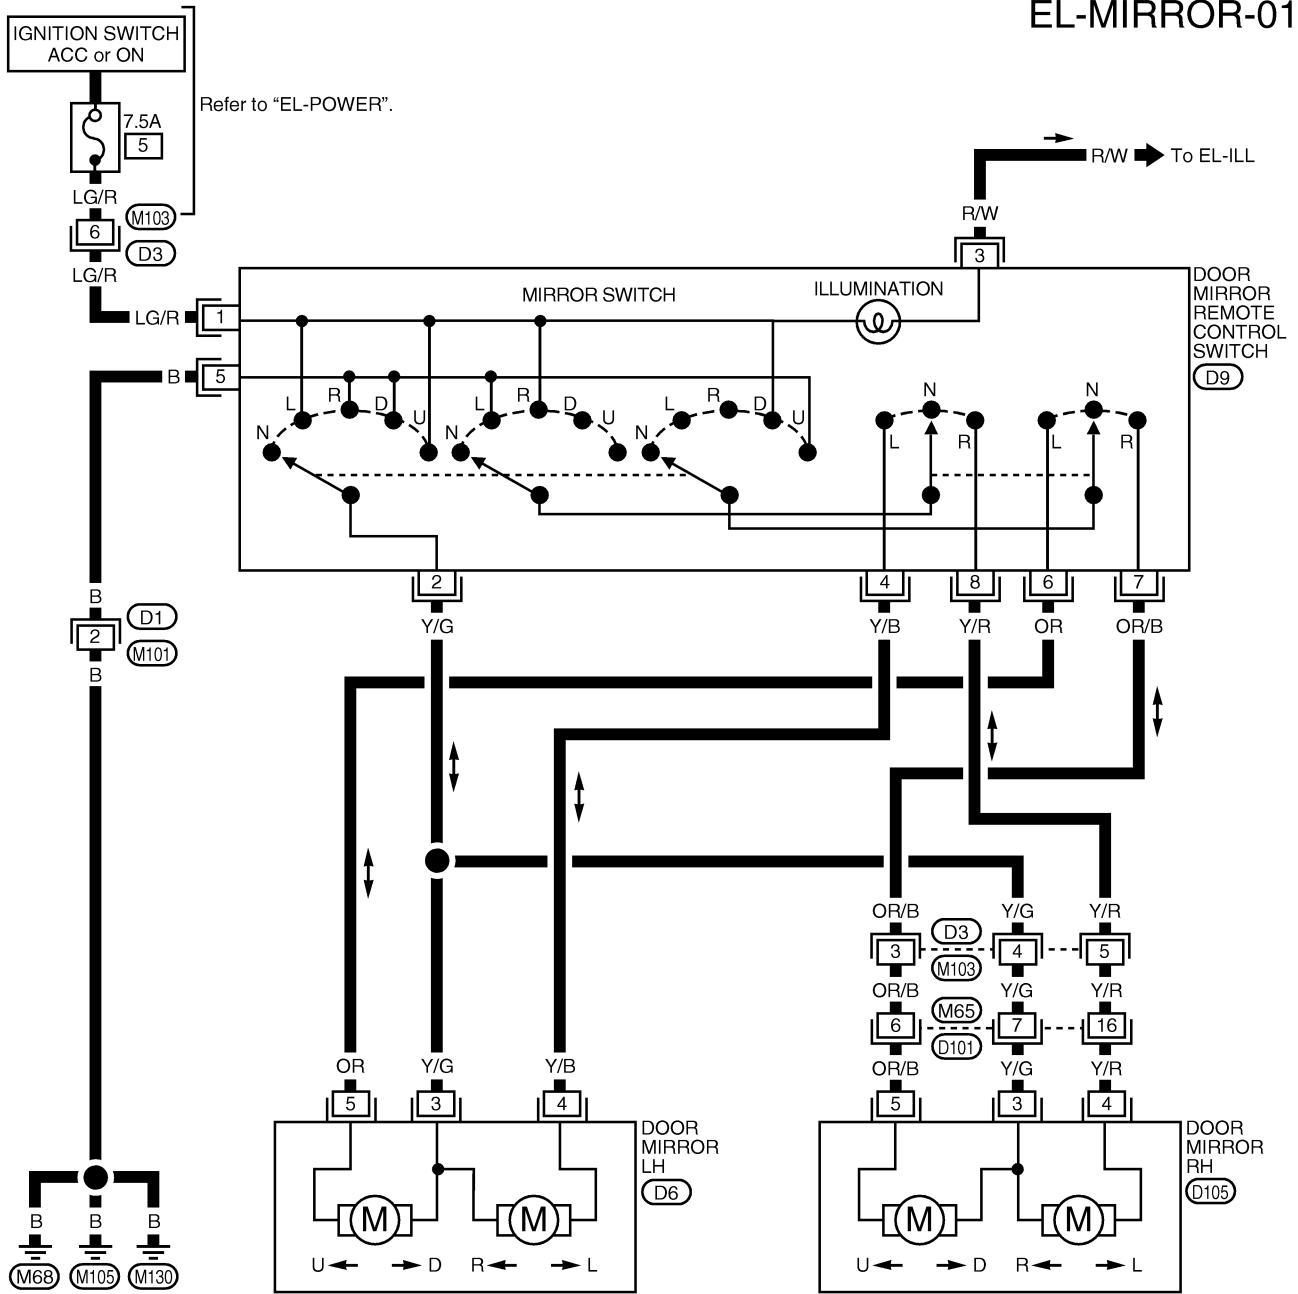 EL-MIRROR-01
IGNITION SWITCH
ACC or ON
Refer to “EL-POWER”.
7.5A
5
LG/R
M103
6
D3
LG/R
R/W To EL-ILL
R/W
3
DOOR
MIRROR
REMOTE
CONTROL
SWITCH
D9
MIRROR SWITCH
ILLUMINATION
LG/R 1
B 5
N L R D U
N L R D U
N L R D U
L N R
L N R
2 4 8 6 7
Y/G Y/B Y/R OR OR/B
B
D1
2
M101
B
OR/B Y/G Y/R
D3
3 4 5
M103
OR/B Y/G Y/R
M65
6 7 16
D101
OR Y/G Y/B OR/B Y/G Y/R
5 3 4 5 3 4
DOOR
MIRROR
LH
D6
DOOR
MIRROR
RH
D105
M M M M
U D R L U D R L
B B B
M68 M105 M130